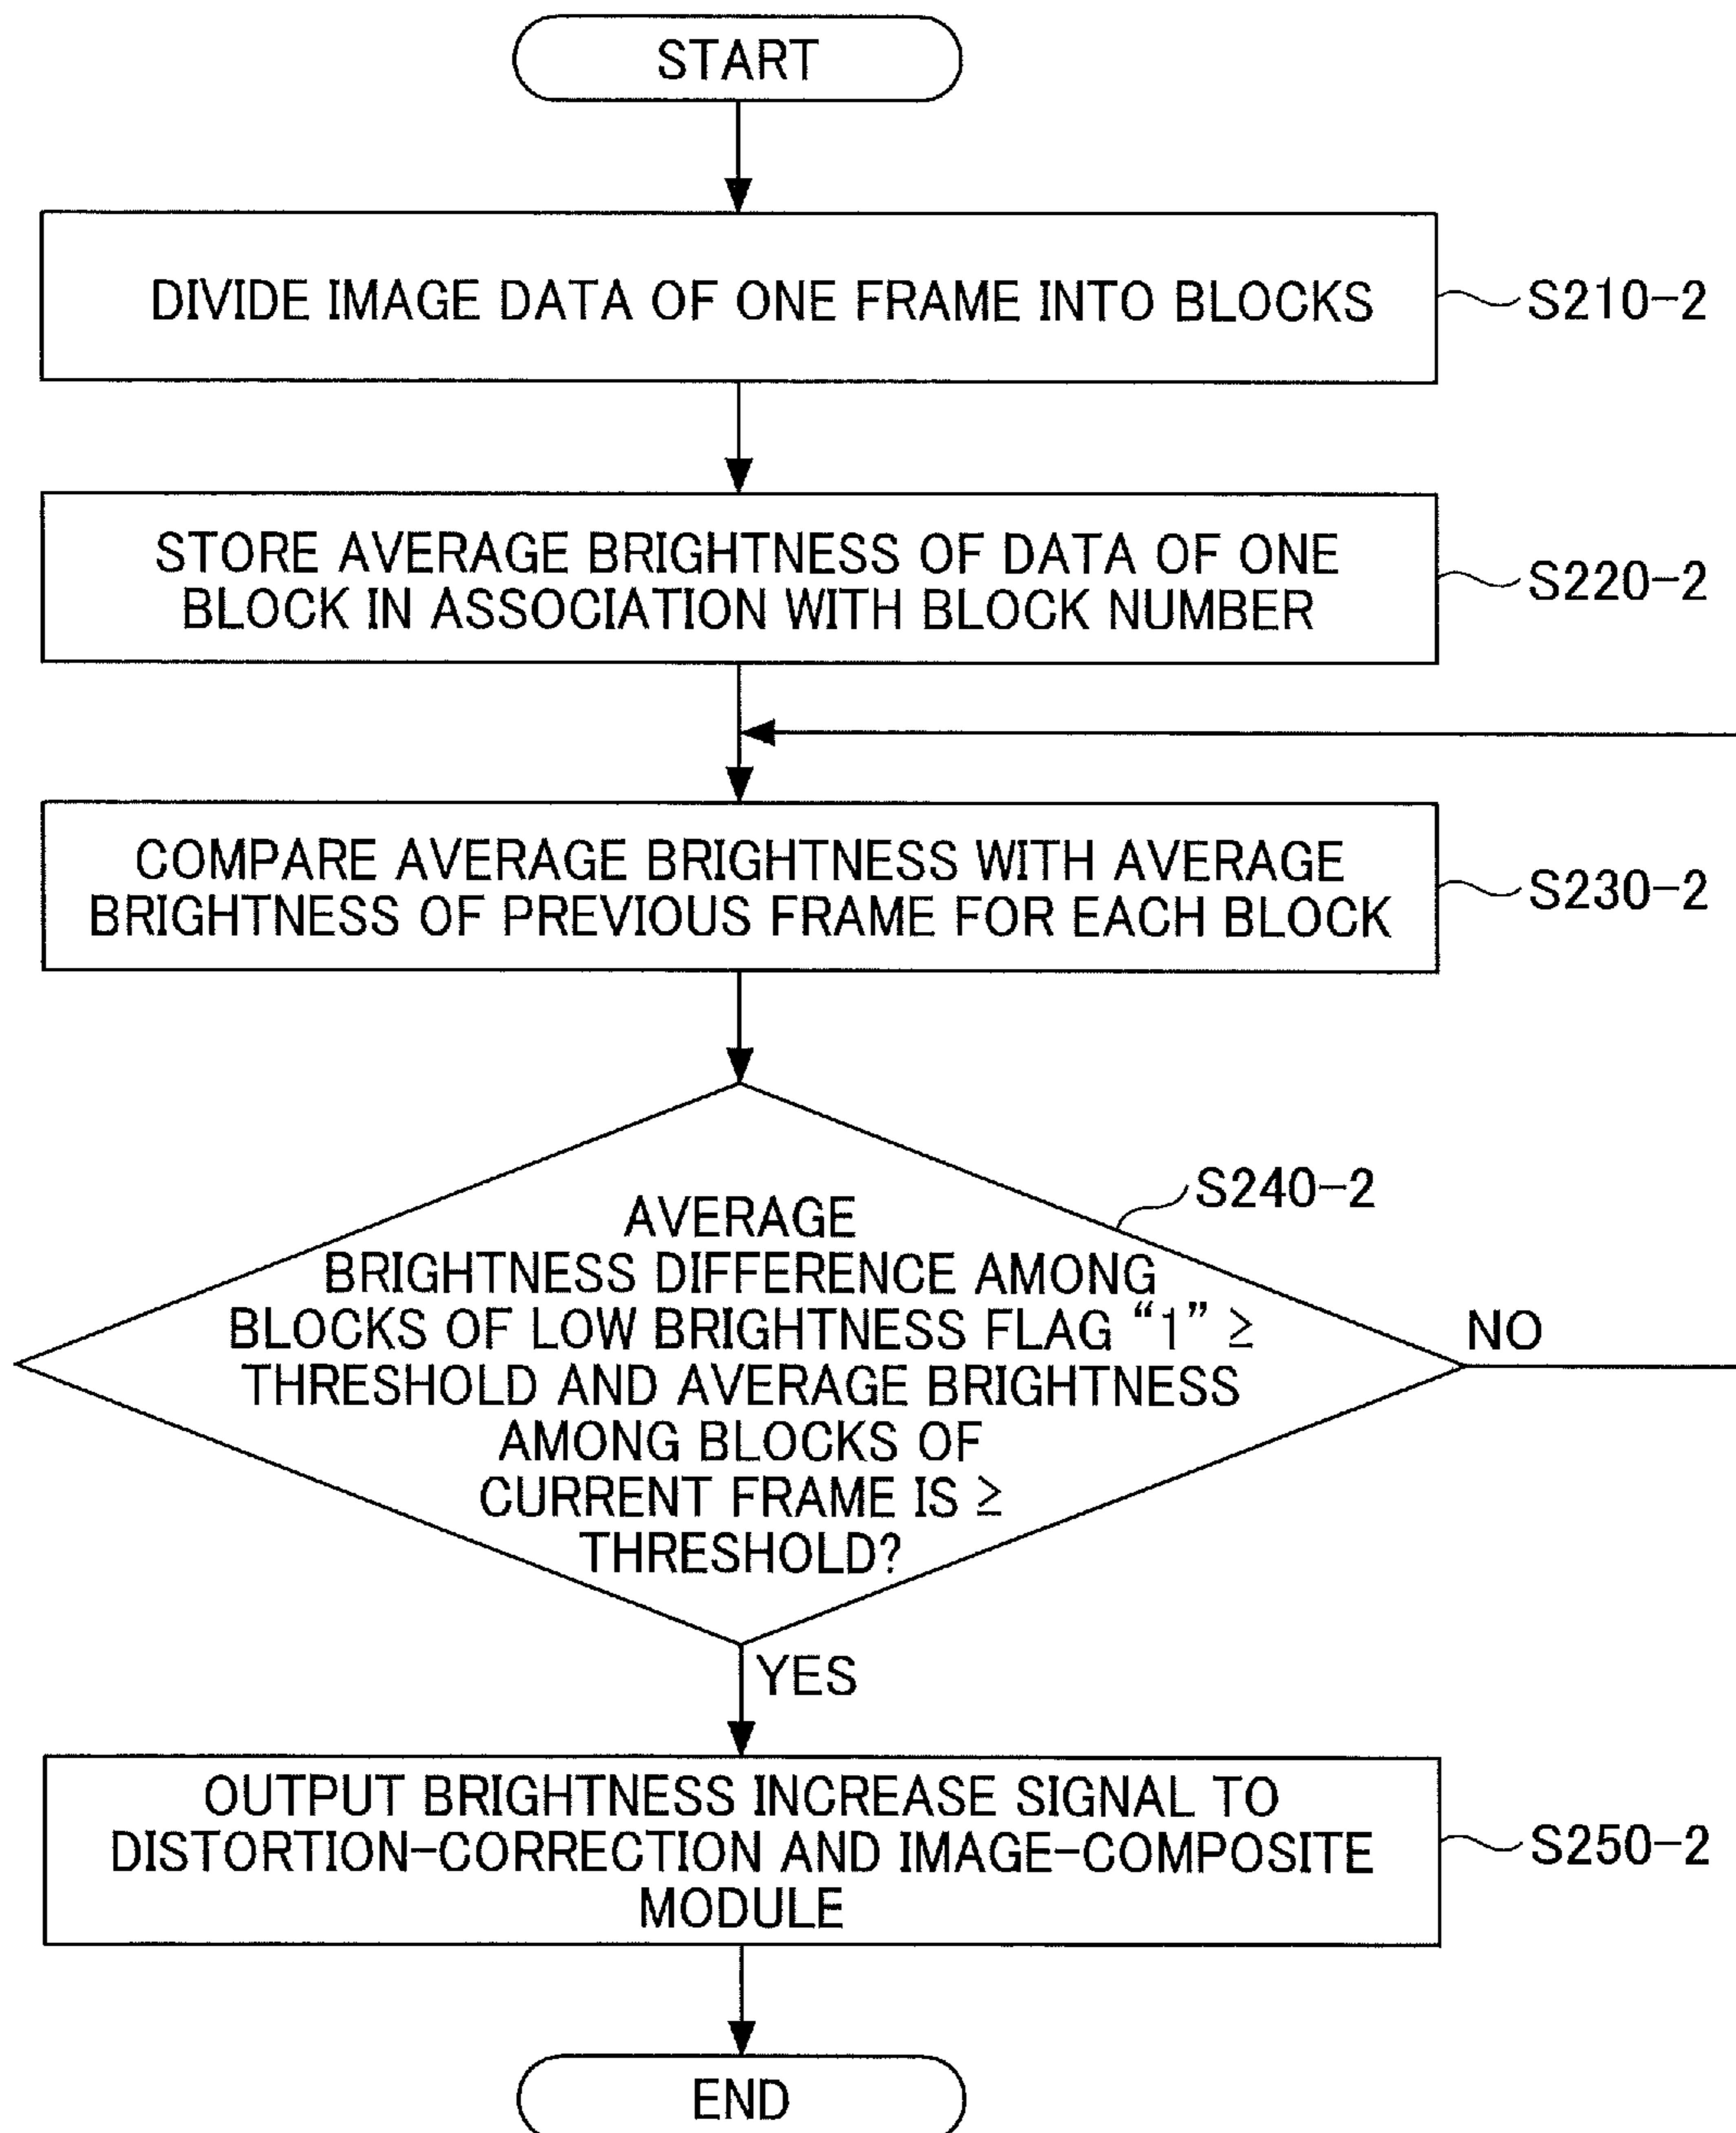 START
DIVIDE IMAGE DATA OF ONE FRAME INTO BLOCKS
S210-2
STORE AVERAGE BRIGHTNESS OF DATA OF ONE
BLOCK IN ASSOCIATION WITH BLOCK NUMBER
S220-2
COMPARE AVERAGE BRIGHTNESS WITH AVERAGE
BRIGHTNESS OF PREVIOUS FRAME FOR EACH BLOCK
S230-2
S240-2
AVERAGE
BRIGHTNESS DIFFERENCE AMONG
BLOCKS OF LOW BRIGHTNESS FLAG “1” ≥
THRESHOLD AND AVERAGE BRIGHTNESS
AMONG BLOCKS OF
CURRENT FRAME IS ≥
THRESHOLD?
NO
YES
OUTPUT BRIGHTNESS INCREASE SIGNAL TO
DISTORTION-CORRECTION AND IMAGE-COMPOSITE
MODULE
S250-2
END